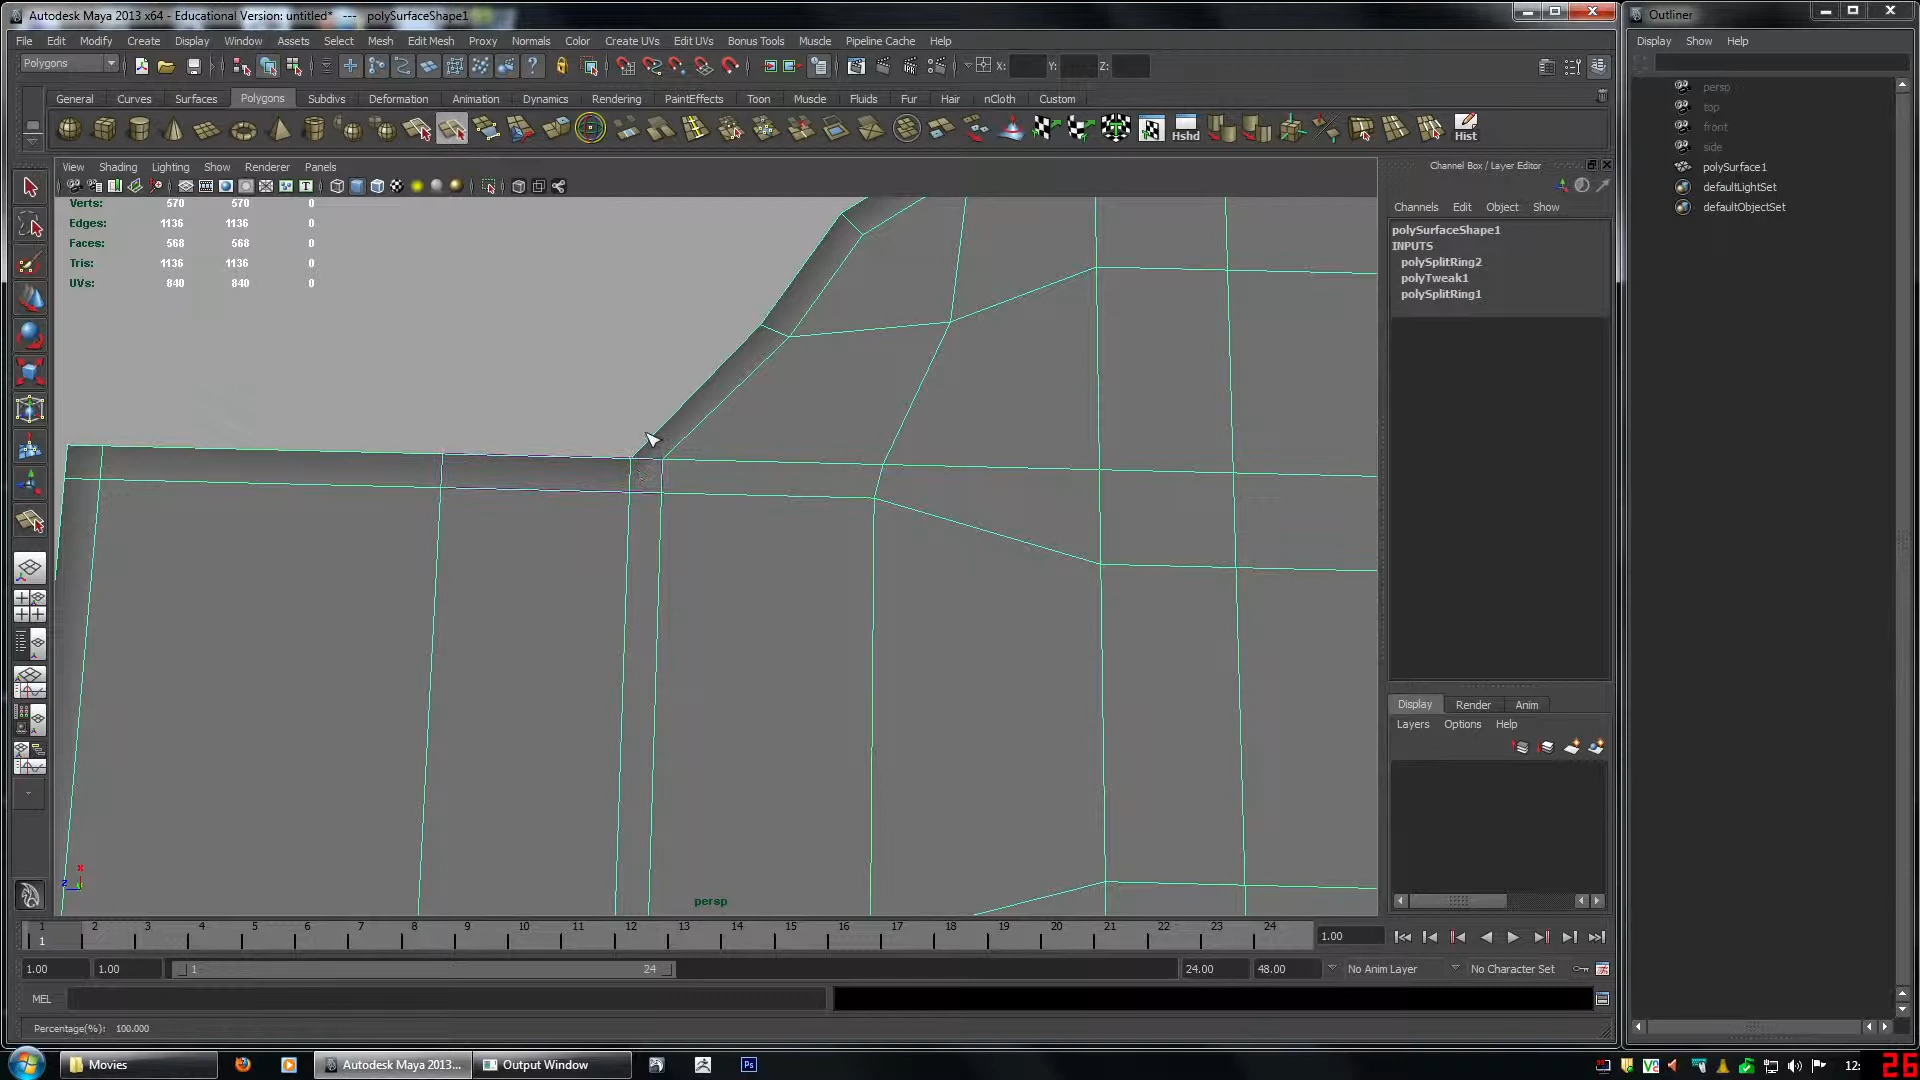 Autodesk Maya 2013 x64 - Educational Version: untitled* --- polySurfaceShape1
Outliner
File Edit Modify Create Display Window Assets Select Mesh Edit Mesh Proxy Normals Color Create UVs Edit UVs Bonus Tools Muscle Pipeline Cache Help
Display Show Help
Polygons X: Y: Z:
General Curves Surfaces Polygons Subdivs Deformation Animation Dynamics Rendering PaintEffects Toon Muscle Fluids Fur Hair nCloth Custom
Hshd Hist
View Shading Lighting Show Renderer Panels
Channel Box / Layer Editor
Channels Edit Object Show
Verts: 570 570 0
Edges: 1136 1136 0
Faces: 568 568 0
Tris: 1136 1136 0
UVs: 840 840 0
polySurfaceShape1
INPUTS
polySplitRing2
polyTweak1
polySplitRing1
persp
top
front
side
polySurface1
defaultLightSet
defaultObjectSet
Display Render Anim
Layers Options Help
x
z
persp
1 2 3 4 5 6 7 8 9 10 11 12 13 14 15 16 17 18 19 20 21 22 23 24
1
1.00
1.00 1.00 1 24 24.00 48.00 No Anim Layer No Character Set
MEL
Percentage(%): 100.000
Movies Autodesk Maya 2013... Output Window Ps 12: 26